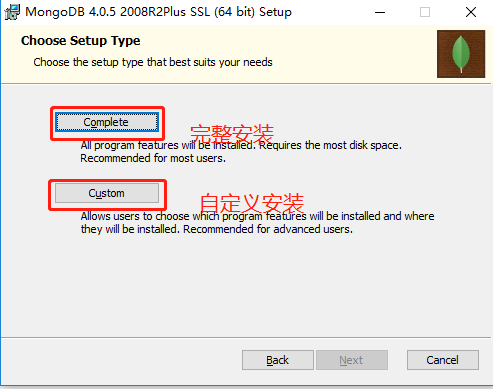 MongoDB 4.0.5 2008R2Plus SSL (64 bit) Setup
Choose Setup Type
Choose the setup type that best suits your needs
Complete
完整安装
All program features will be installed. Requires the most disk space.
Recommended for most users.
Custom
自定义安装
Allows users to choose which program features will be installed and where
they will be installed. Recommended for advanced users.
Back Next Cancel